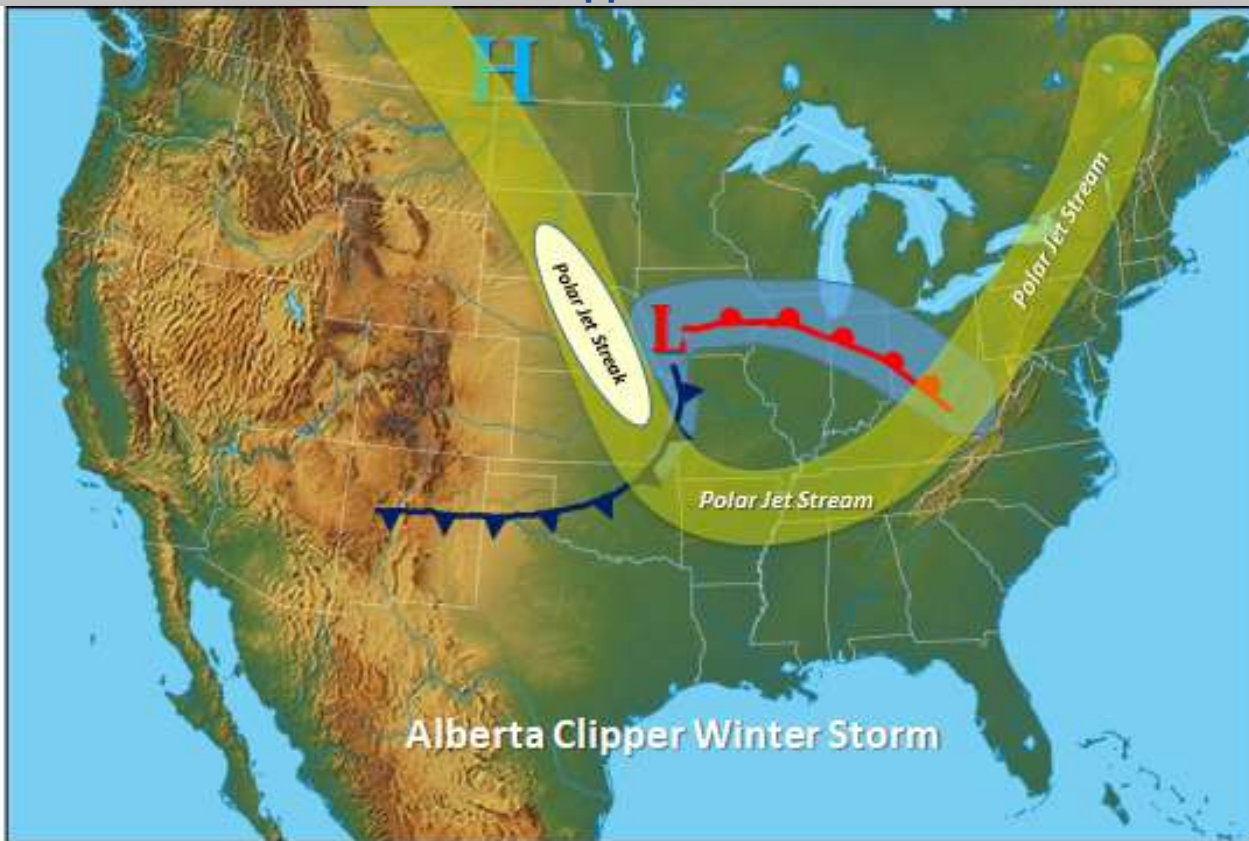 H
Polar Jet Stream
Polar Jet Streak
L
Polar Jet Stream
Alberta Clipper Winter Storm